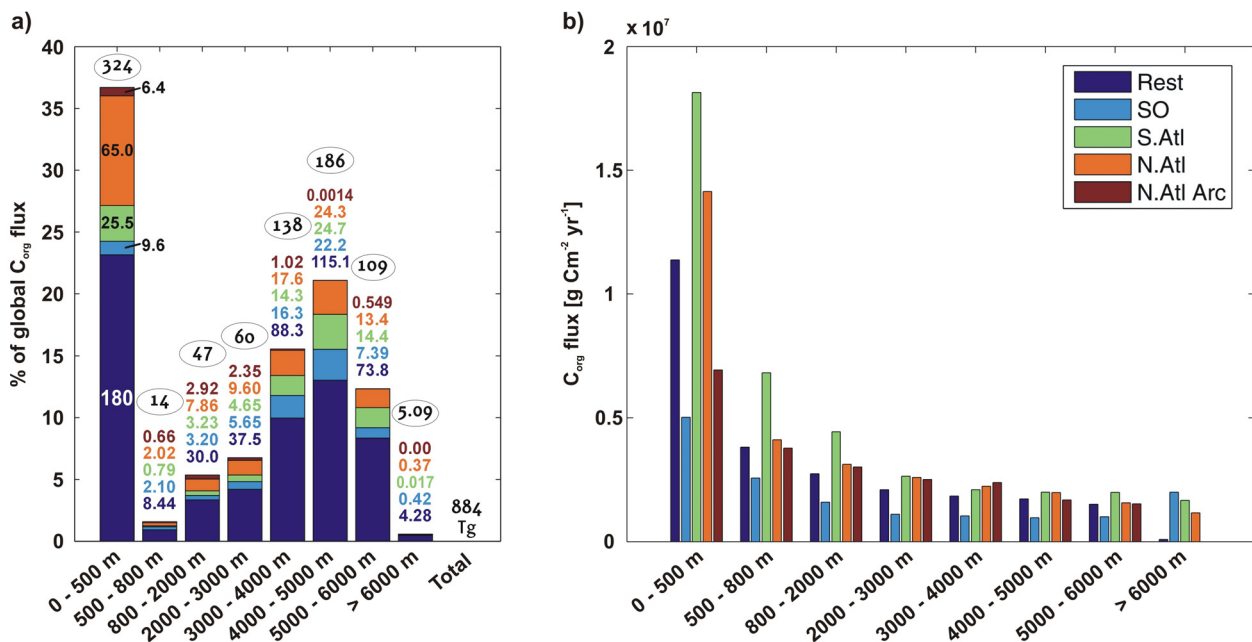 a)
% of global Corg flux
40
35
30
25
20
15
10
5
0
324
6.4
65.0
25.5
9.6
180
14
0.66
2.02
0.79
2.10
8.44
47
2.92
7.86
3.23
3.20
30.0
60
2.35
9.60
4.65
5.65
37.5
138
1.02
17.6
14.3
16.3
88.3
186
0.0014
24.3
24.7
22.2
115.1
109
0.549
13.4
14.4
7.39
73.8
5.09
0.00
0.37
0.017
0.42
4.28
884
Tg
0 - 500 m
500 - 800 m
800 - 2000 m
2000 - 3000 m
3000 - 4000 m
4000 - 5000 m
5000 - 6000 m
> 6000 m
Total
b)
x 10⁷
Corg flux [g Cm⁻² yr⁻¹]
2
1.5
1
0.5
0
Rest
SO
S.Atl
N.Atl
N.Atl Arc
0 - 500 m
500 - 800 m
800 - 2000 m
2000 - 3000 m
3000 - 4000 m
4000 - 5000 m
5000 - 6000 m
> 6000 m